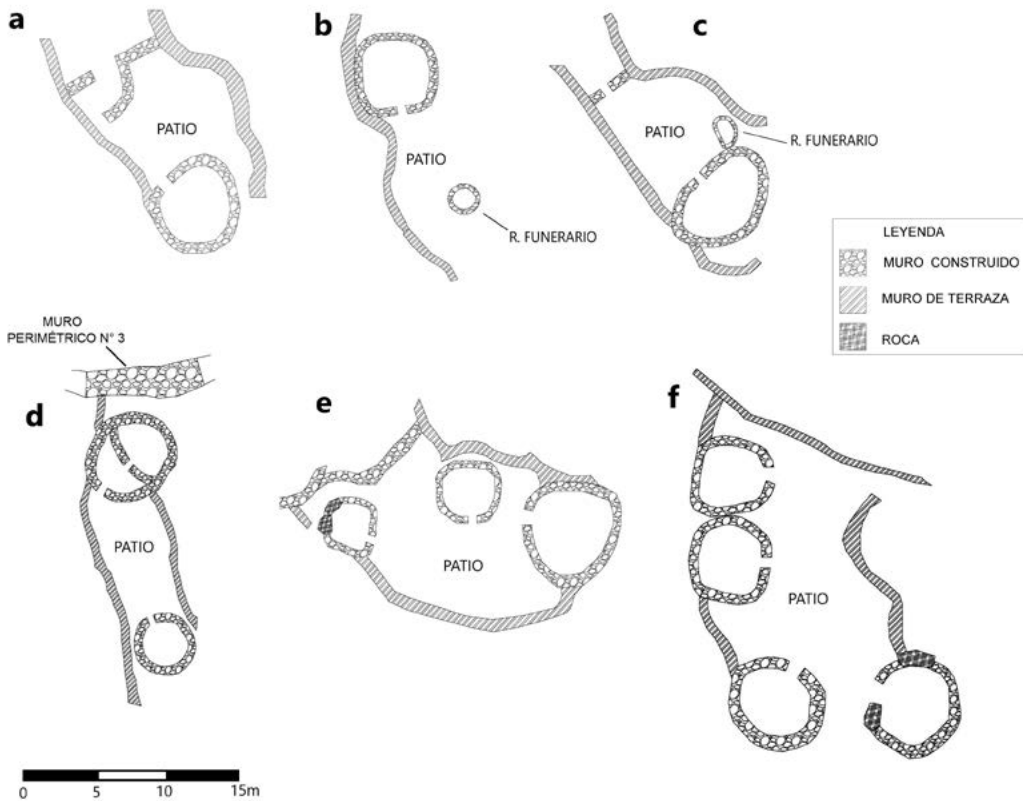 a
PATIO
b
PATIO
R. FUNERARIO
c
PATIO
R. FUNERARIO
LEYENDA
MURO CONSTRUIDO
MURO DE TERRAZA
ROCA
MURO
PERIMÉTRICO N° 3
d
PATIO
e
PATIO
f
PATIO
0 5 10 15m